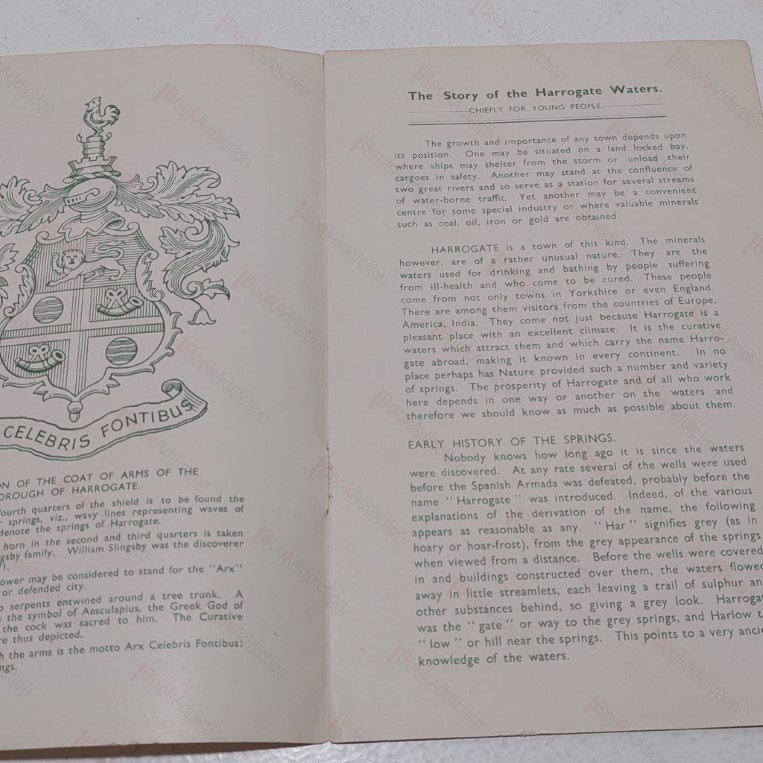 CELEBRIS FONTIBUS
ON OF THE COAT OF ARMS OF THE
OROUGH OF HARROGATE.
fourth quarters of the shield is to be found the
springs, viz., wavy lines representing waves of
denote the springs of Harrogate.
horn in the second and third quarters is taken
gsby family. William Slingsby was the discoverer
71.
ower may be considered to stand for the "Arx"
or defended city.
serpents entwined around a tree trunk. A
the symbol of Aesculapius, the Greek God of
the cock was sacred to him. The Curative
re thus depicted.
h the arms is the motto Arx Celebris Fontibus:
ngs.
The Story of the Harrogate Waters.
CHIEFLY FOR YOUNG PEOPLE.
The growth and importance of any town depends upon
its position. One may be situated on a land locked bay,
where ships may shelter from the storm or unload their
cargoes in safety. Another may stand at the confluence of
two great rivers and so serve as a station for several streams
of water-borne traffic. Yet another may be a convenient
centre for some special industry or where valuable minerals
such as coal, oil, iron or gold are obtained.
HARROGATE is a town of this kind. The minerals
however, are of a rather unusual nature. They are the
waters used for drinking and bathing by people suffering
from ill-health and who come to be cured. These people
come from not only towns in Yorkshire or even England.
There are among them visitors from the countries of Europe,
America, India. They come not just because Harrogate is a
pleasant place with an excellent climate. It is the curative
waters which attract them and which carry the name Harro-
gate abroad, making it known in every continent. In no
place perhaps has Nature provided such a number and variety
of springs. The prosperity of Harrogate and of all who work
here depends in one way or another on the waters and
therefore we should know as much as possible about them.
EARLY HISTORY OF THE SPRINGS.
Nobody knows how long ago it is since the waters
were discovered. At any rate several of the wells were used
before the Spanish Armada was defeated, probably before the
name "Harrogate" was introduced. Indeed, of the various
explanations of the derivation of the name, the following
appears as reasonable as any. "Har" signifies grey (as in
hoary or hoar-frost), from the grey appearance of the springs
when viewed from a distance. Before the wells were covered
in and buildings constructed over them, the waters flowe
away in little streamlets, each leaving a trail of sulphur an
other substances behind, so giving a grey look. Harroga
was the "gate" or way to the grey springs, and Harlow t
"low" or hill near the springs. This points to a very anci
knowledge of the waters.
BookAddiction